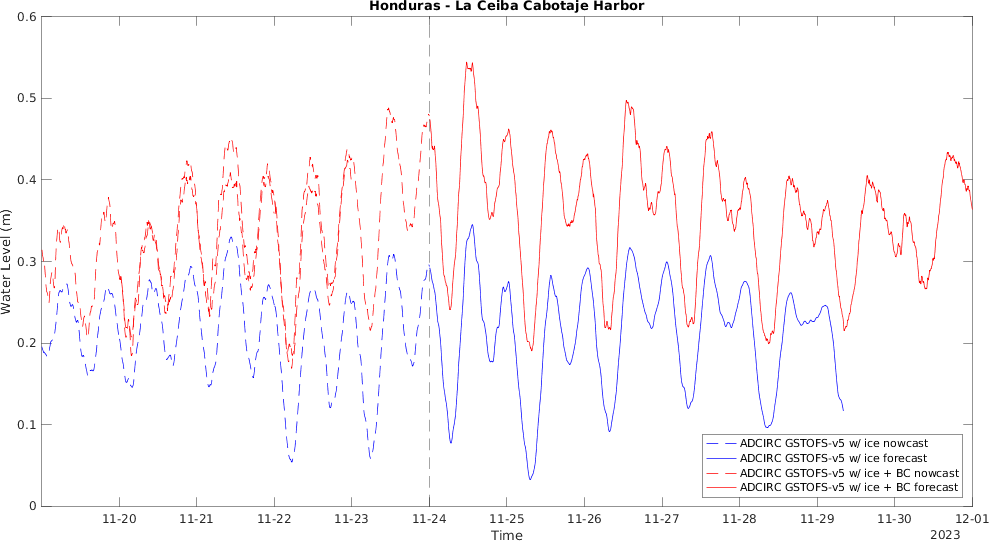 Honduras - La Ceiba Cabotaje Harbor
0.6
0.5
0.4
0.3
0.2
0.1
0
Water Level (m)
ADCIRC GSTOFS-v5 w/ ice nowcast
ADCIRC GSTOFS-v5 w/ ice forecast
ADCIRC GSTOFS-v5 w/ ice + BC nowcast
ADCIRC GSTOFS-v5 w/ ice + BC forecast
11-20 11-21 11-22 11-23 11-24 11-25 11-26 11-27 11-28 11-29 11-30 12-01
Time
2023